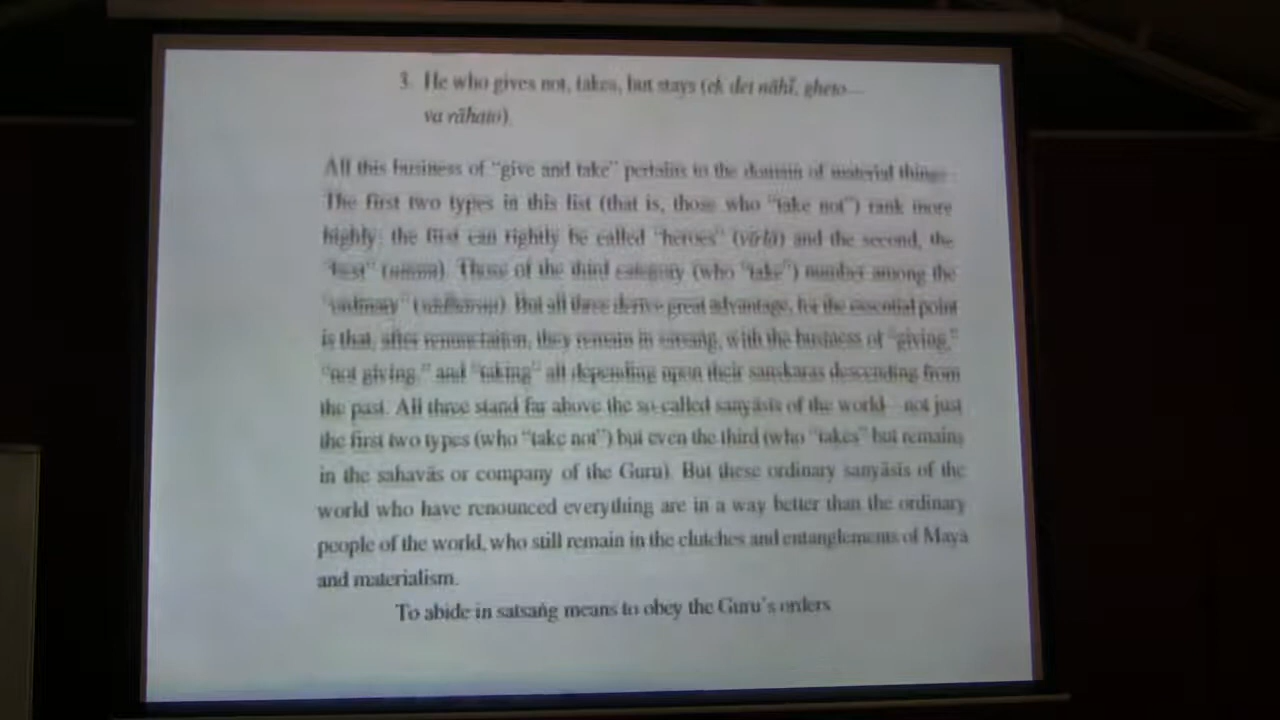 3. He who gives not, takes, but stays (ek det nāhī, gheto—
va rāhato)
All this business of “give and take” pertains to the domain of material things.
The first two types in this list (that is, those who “take not”) rank more
highly: the first can rightly be called “heroes” (vīrlā) and the second, the
“best” (uttam). Those of the third category (who “take”) number among the
“ordinary” (sādhāraṇ). But all three derive great advantage, for the essential point
is that, after renunciation, they remain in satsaṅg, with the business of “giving,”
“not giving,” and “taking” all depending upon their sanskaras descending from
the past. All three stand far above the so-called sanyāsīs of the world—not just
the first two types (who “take not”) but even the third (who “takes” but remains
in the sahavās or company of the Guru). But these ordinary sanyāsīs of the
world who have renounced everything are in a way better than the ordinary
people of the world, who still remain in the clutches and entanglements of Maya
and materialism.
To abide in satsaṅg means to obey the Guru’s orders